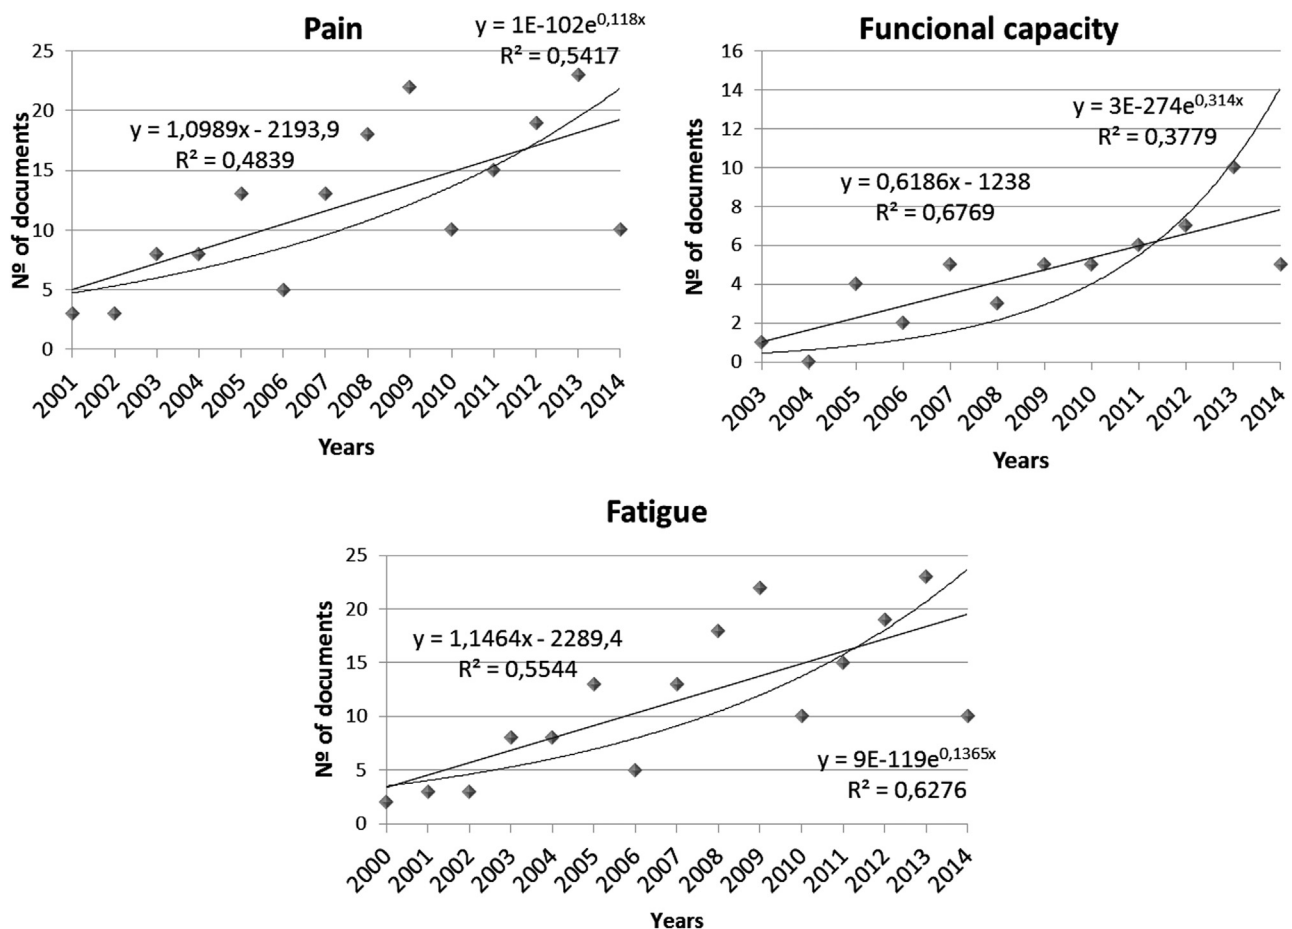 Pain
y = 1E-102e^0,118x
R² = 0,5417
y = 1,0989x - 2193,9
R² = 0,4839
Nº of documents
25
20
15
10
5
0
2001 2002 2003 2004 2005 2006 2007 2008 2009 2010 2011 2012 2013 2014
Years
Funcional capacity
y = 3E-274e^0,314x
R² = 0,3779
y = 0,6186x - 1238
R² = 0,6769
Nº of documents
16
14
12
10
8
6
4
2
0
2003 2004 2005 2006 2007 2008 2009 2010 2011 2012 2013 2014
Years
Fatigue
y = 1,1464x - 2289,4
R² = 0,5544
y = 9E-119e^0,1365x
R² = 0,6276
Nº of documents
25
20
15
10
5
0
2000 2001 2002 2003 2004 2005 2006 2007 2008 2009 2010 2011 2012 2013 2014
Years